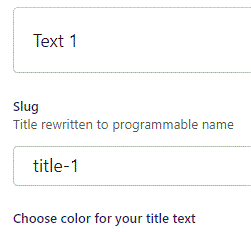 Text 1
Slug
Title rewritten to programmable name
title-1
Choose color for your title text